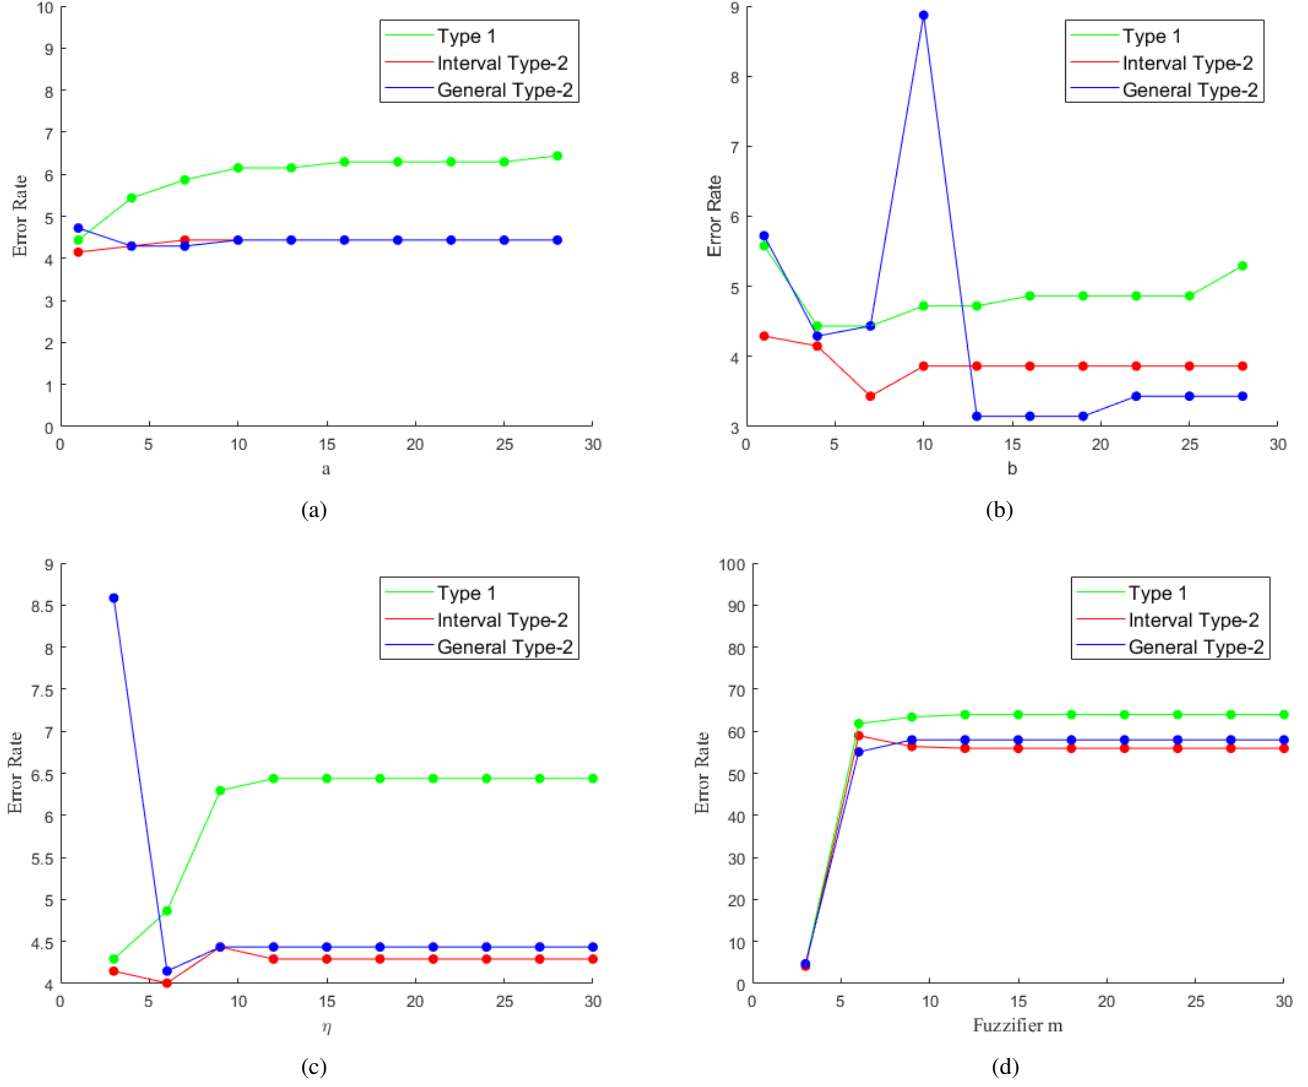 10
9
8
7
6
5
4
3
2
1
0
Error Rate
Type 1
Interval Type-2
General Type-2
0 5 10 15 20 25 30
a
(a)
9
8
7
6
5
4
3
Error Rate
Type 1
Interval Type-2
General Type-2
0 5 10 15 20 25 30
b
(b)
9
8.5
8
7.5
7
6.5
6
5.5
5
4.5
4
Error Rate
Type 1
Interval Type-2
General Type-2
0 5 10 15 20 25 30
η
(c)
100
90
80
70
60
50
40
30
20
10
0
Error Rate
Type 1
Interval Type-2
General Type-2
0 5 10 15 20 25 30
Fuzzifier m
(d)